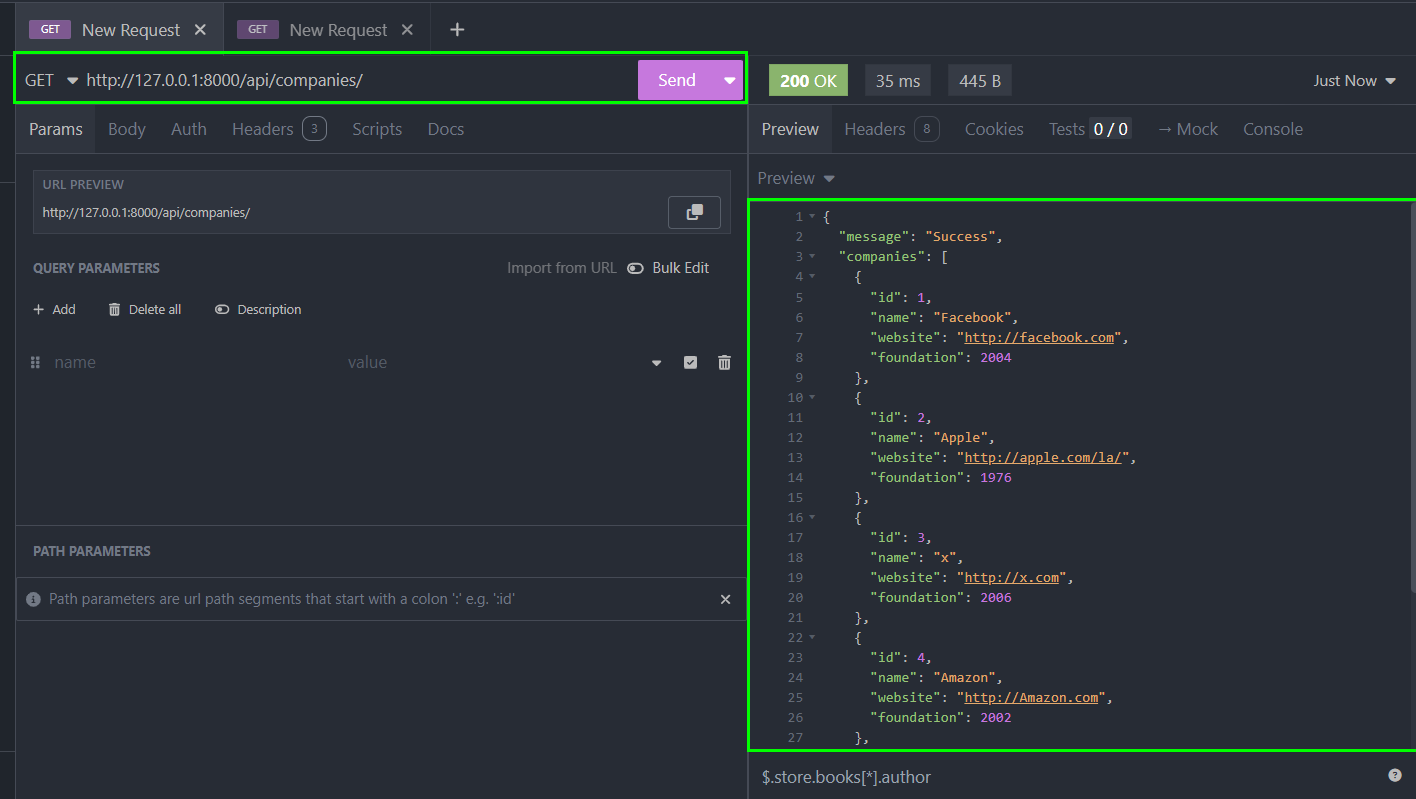 GET New Request
GET New Request
GET http://127.0.0.1:8000/api/companies/ Send
200 OK 35 ms 445 B Just Now
Params Body Auth Headers 3 Scripts Docs
Preview Headers 8 Cookies Tests 0 / 0 → Mock Console
URL PREVIEW
http://127.0.0.1:8000/api/companies/
QUERY PARAMETERS Import from URL Bulk Edit
+ Add Delete all Description
name value
PATH PARAMETERS
Path parameters are url path segments that start with a colon ':' e.g. ':id'
Preview
1 {
2 "message": "Success",
3 "companies": [
4 {
5 "id": 1,
6 "name": "Facebook",
7 "website": "http://facebook.com",
8 "foundation": 2004
9 },
10 {
11 "id": 2,
12 "name": "Apple",
13 "website": "http://apple.com/la/",
14 "foundation": 1976
15 },
16 {
17 "id": 3,
18 "name": "x",
19 "website": "http://x.com",
20 "foundation": 2006
21 },
22 {
23 "id": 4,
24 "name": "Amazon",
25 "website": "http://Amazon.com",
26 "foundation": 2002
27 },
$.store.books[*].author